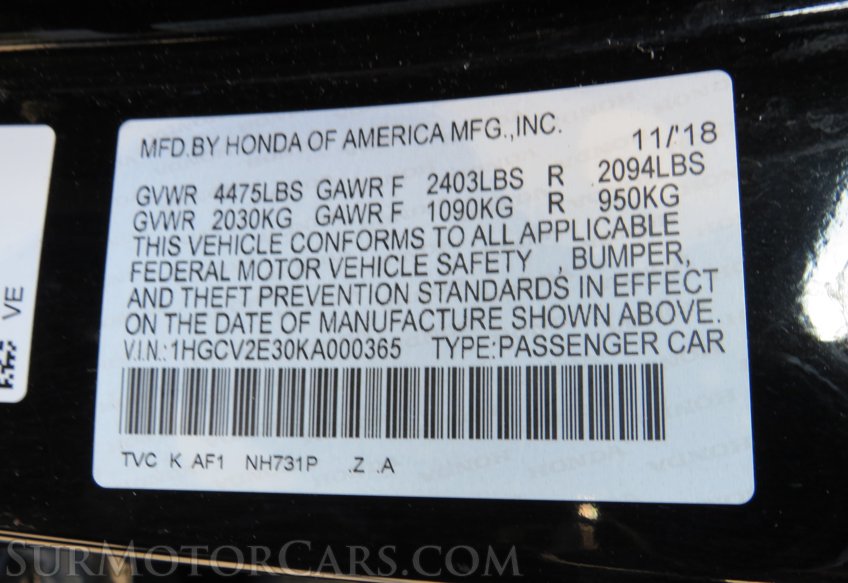 MFD.BY HONDA OF AMERICA MFG.,INC. 11/'18
GVWR 4475LBS GAWR F 2403LBS R 2094LBS
GVWR 2030KG GAWR F 1090KG R 950KG
THIS VEHICLE CONFORMS TO ALL APPLICABLE
FEDERAL MOTOR VEHICLE SAFETY , BUMPER,
AND THEFT PREVENTION STANDARDS IN EFFECT
ON THE DATE OF MANUFACTURE SHOWN ABOVE.
V.I.N.:1HGCV2E30KA000365 TYPE:PASSENGER CAR
TVC K AF1 NH731P .Z .A
VE
SurMotorCars.com